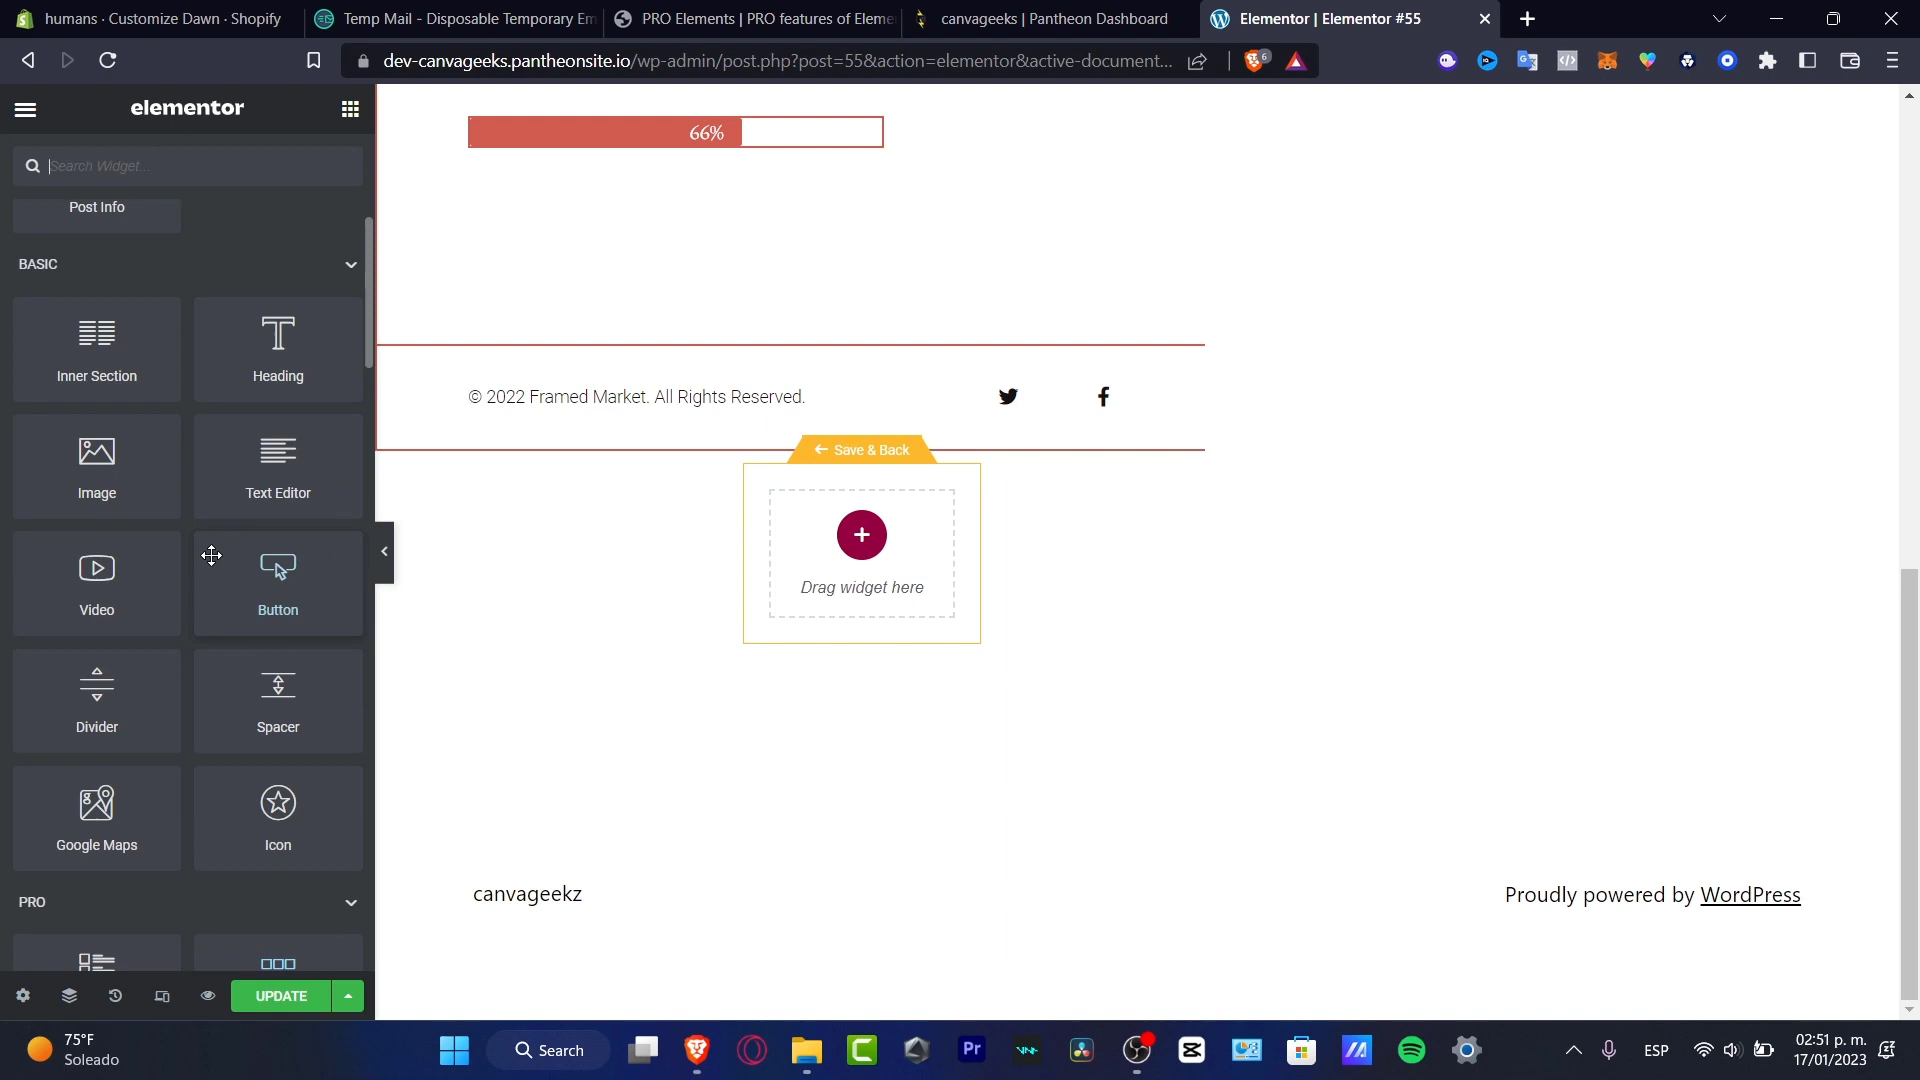 humans · Customize Dawn · Shopify
Temp Mail - Disposable Temporary Em
PRO Elements | PRO features of Eleme
canvageeks | Pantheon Dashboard
Elementor | Elementor #55
dev-canvageeks.pantheonsite.io/wp-admin/post.php?post=55&action=elementor&active-document...
6
elementor
Search Widget...
Post Info
BASIC
Inner Section
Heading
Image
Text Editor
Video
Button
Divider
Spacer
Google Maps
Icon
PRO
UPDATE
66%
© 2022 Framed Market. All Rights Reserved.
Save & Back
Drag widget here
canvageekz
Proudly powered by WordPress
75°F
Soleado
Search
Pr
ESP
02:51 p. m.
17/01/2023